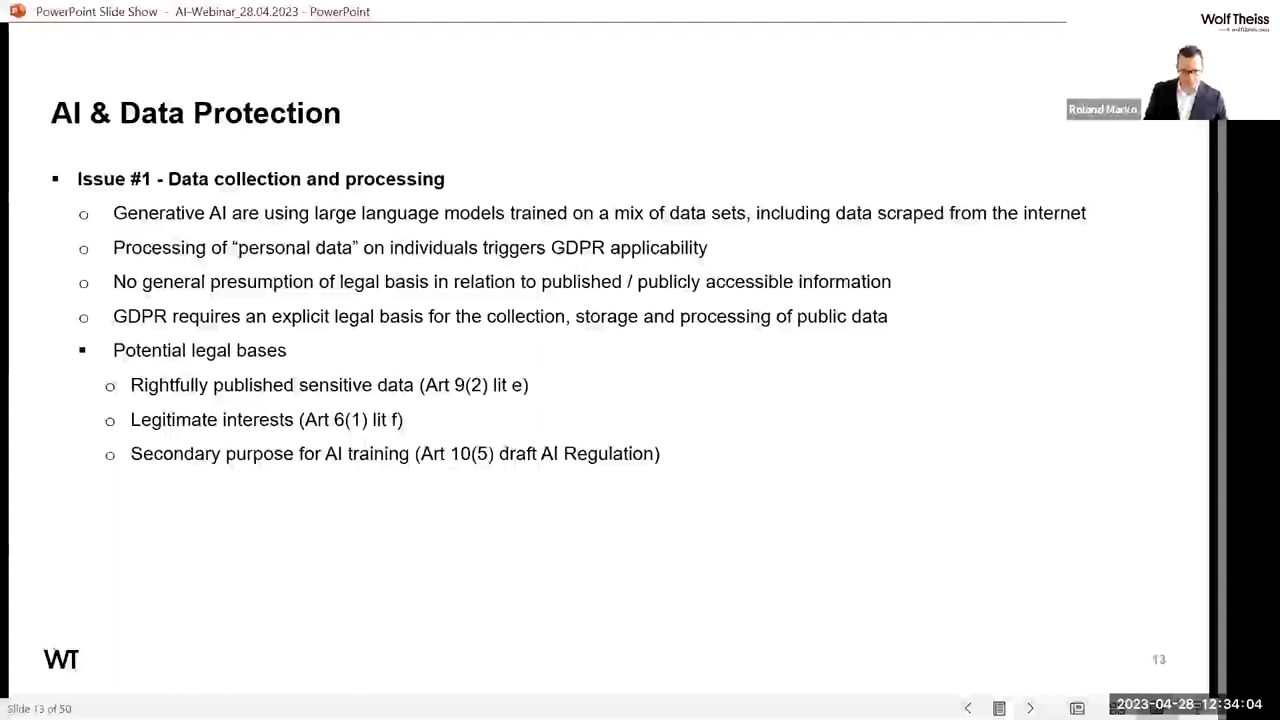 PowerPoint Slide Show - AI-Webinar_28.04.2023 - PowerPoint
Wolf Theiss
AI & Data Protection
Roland Marko
▪ Issue #1 - Data collection and processing
o Generative AI are using large language models trained on a mix of data sets, including data scraped from the internet
o Processing of “personal data” on individuals triggers GDPR applicability
o No general presumption of legal basis in relation to published / publicly accessible information
o GDPR requires an explicit legal basis for the collection, storage and processing of public data
▪ Potential legal bases
o Rightfully published sensitive data (Art 9(2) lit e)
o Legitimate interests (Art 6(1) lit f)
o Secondary purpose for AI training (Art 10(5) draft AI Regulation)
WT
13
Slide 13 of 50
2023-04-28 12:34:04